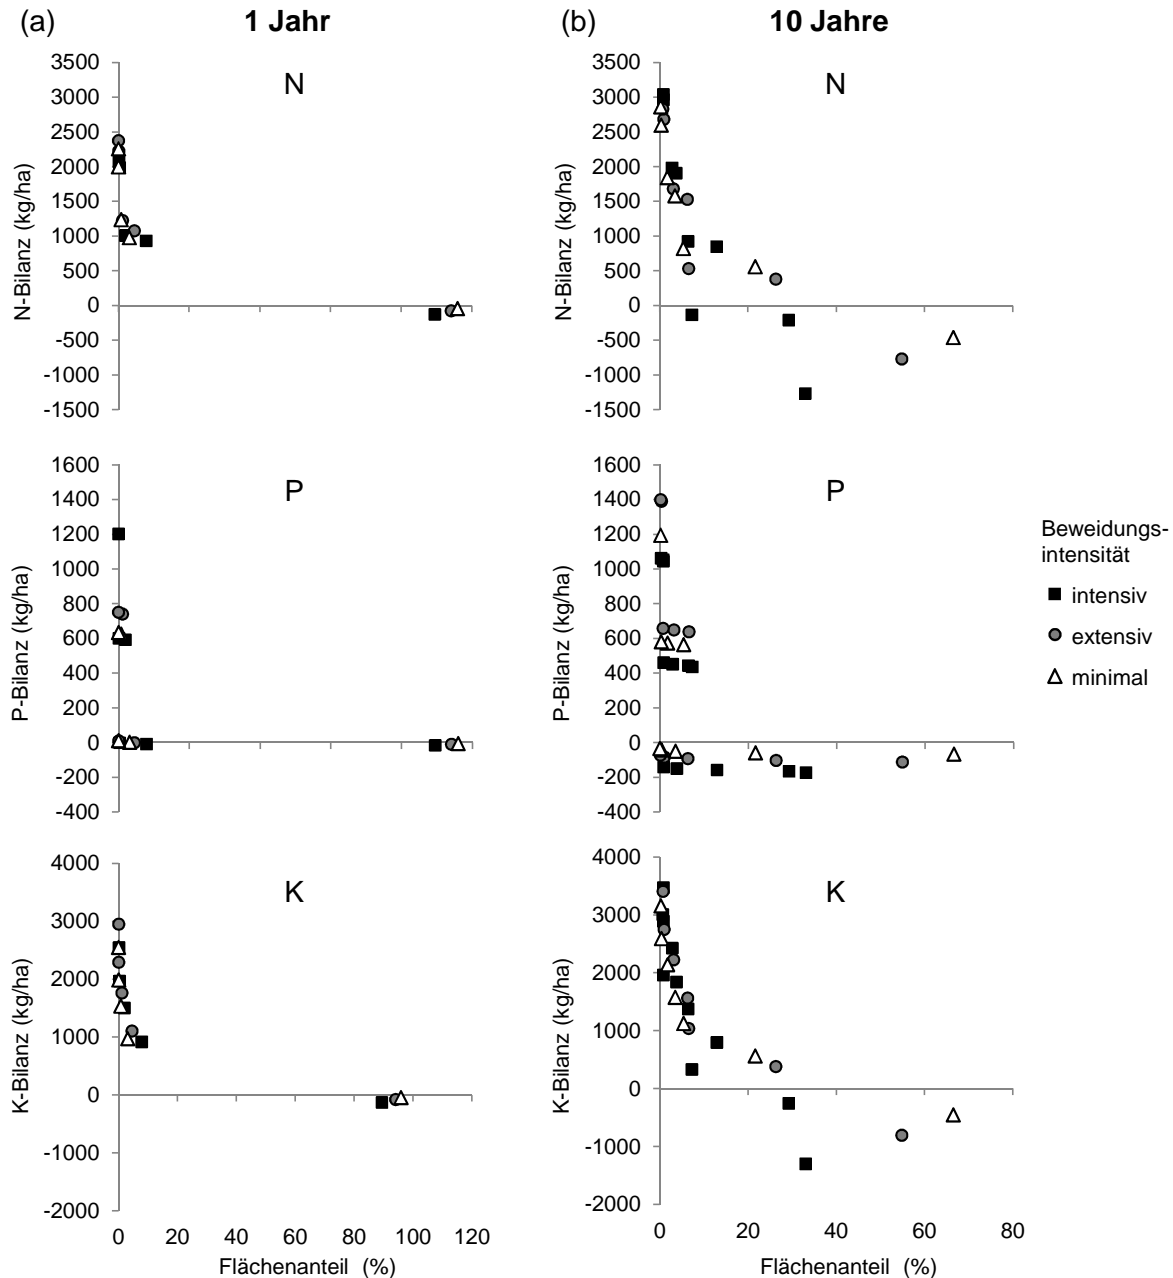 (a)
1 Jahr
(b)
10 Jahre
N
3500
3000
2500
2000
1500
1000
500
0
-500
-1000
-1500
N-Bilanz (kg/ha)
N
3500
3000
2500
2000
1500
1000
500
0
-500
-1000
-1500
N-Bilanz (kg/ha)
0 20 40 60 80
P
1600
1400
1200
1000
800
600
400
200
0
-200
-400
P-Bilanz (kg/ha)
P
1600
1400
1200
1000
800
600
400
200
0
-200
-400
P-Bilanz (kg/ha)
Beweidungs-
intensität
intensiv
extensiv
minimal
K
4000
3000
2000
1000
0
-1000
-2000
K-Bilanz (kg/ha)
0 20 40 60 80 100 120
Flächenanteil (%)
K
4000
3000
2000
1000
0
-1000
-2000
K-Bilanz (kg/ha)
0 20 40 60 80
Flächenanteil (%)